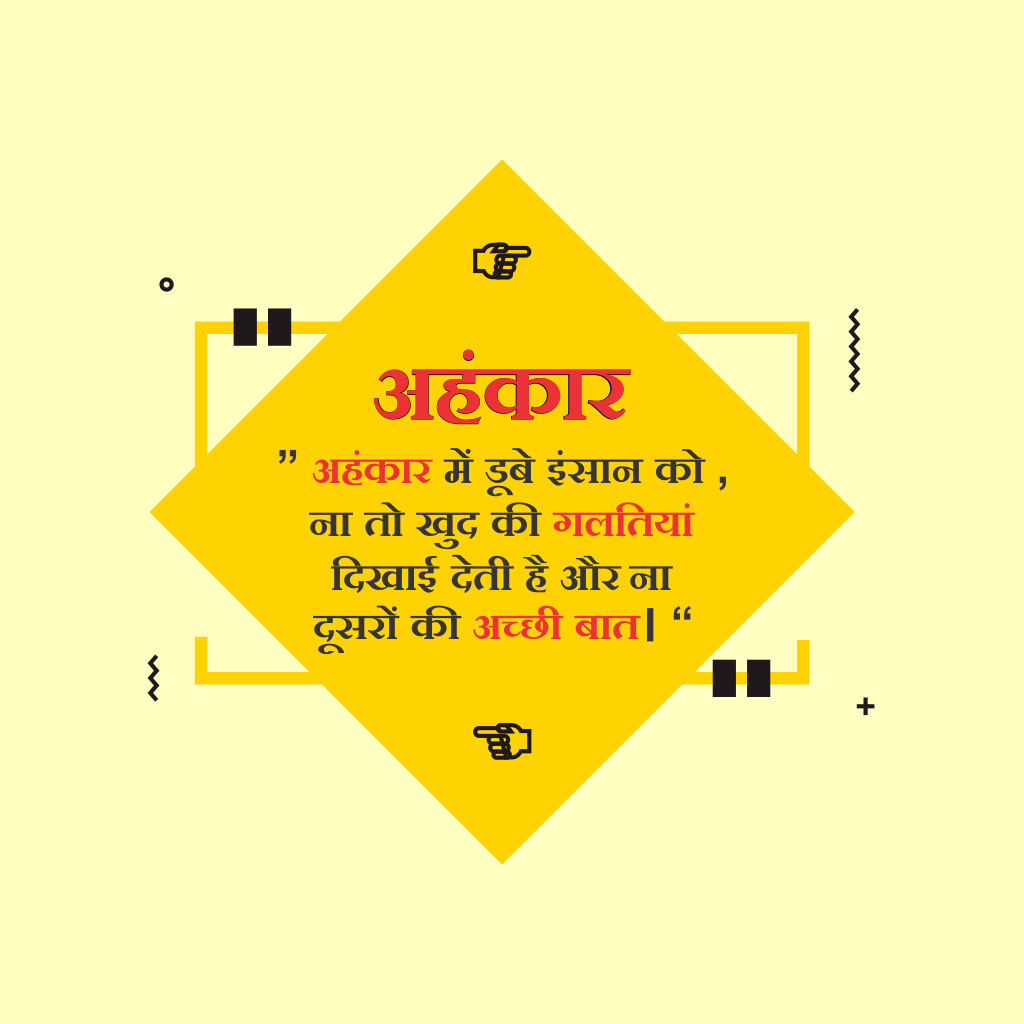 अहंकार
” अहंकार में डूबे इंसान को ,
ना तो खुद की गलतियां
दिखाई देती है और ना
दूसरों की अच्छी बात। “